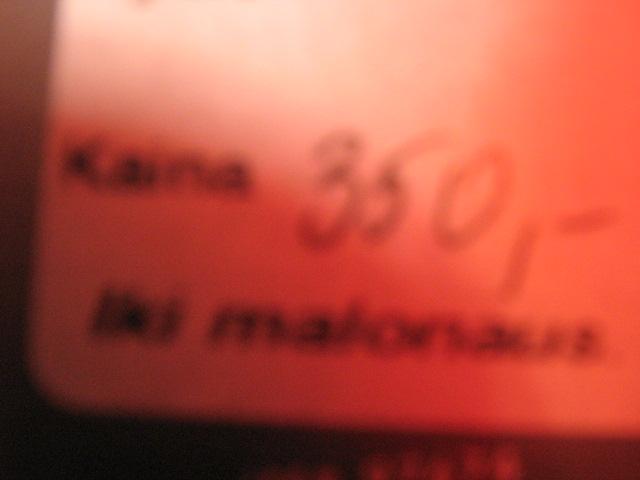 Kaina 350,-
Iki malonaus.